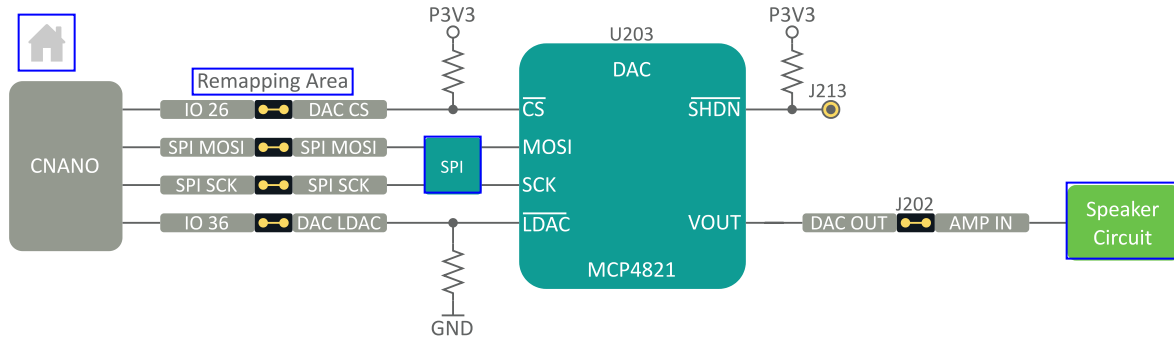 P3V3
U203
P3V3
DAC
Remapping Area
J213
IO 26
DAC CS
CS
SHDN
SPI MOSI
SPI MOSI
MOSI
CNANO
SPI
SPI SCK
SPI SCK
SCK
J202
Speaker
Circuit
IO 36
DAC LDAC
LDAC
VOUT
DAC OUT
AMP IN
MCP4821
GND